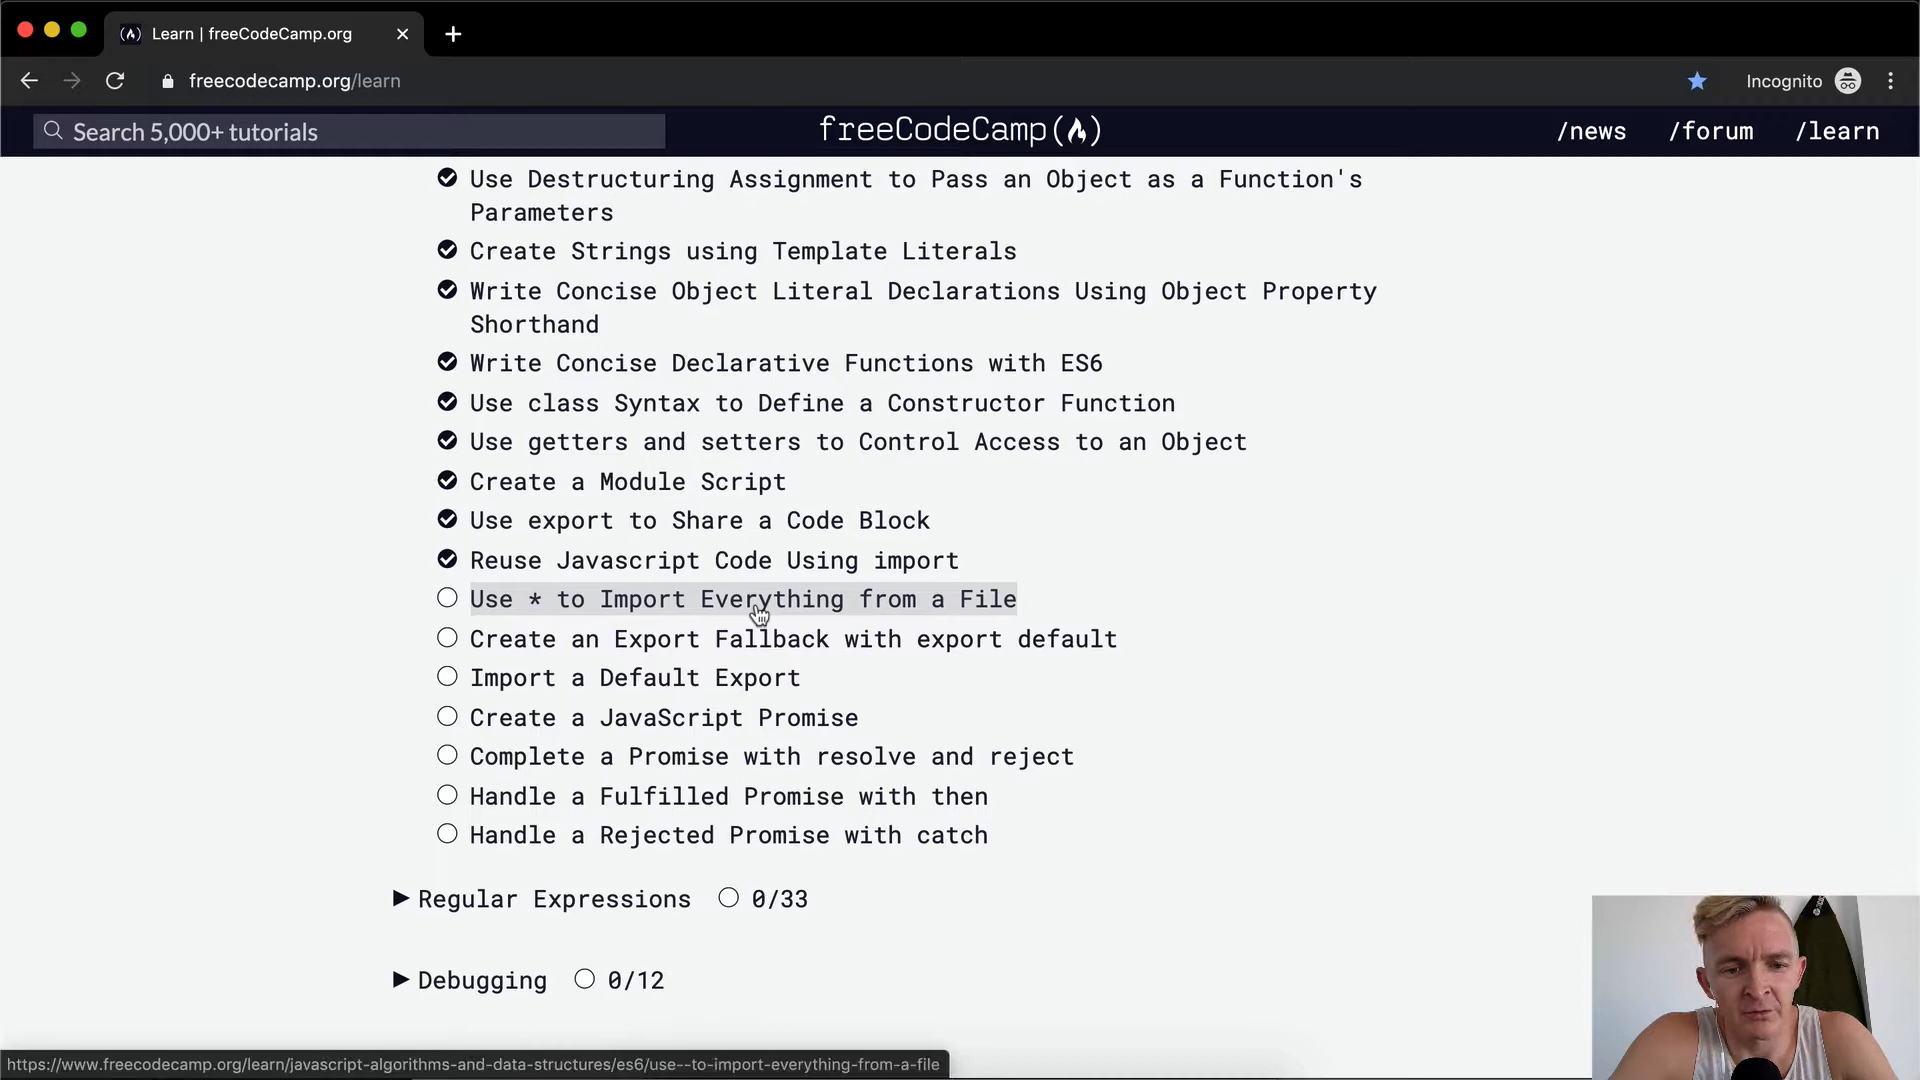 Learn | freeCodeCamp.org
freecodecamp.org/learn
Incognito
Search 5,000+ tutorials
freeCodeCamp
/news
/forum
/learn
Use Destructuring Assignment to Pass an Object as a Function's
Parameters
Create Strings using Template Literals
Write Concise Object Literal Declarations Using Object Property
Shorthand
Write Concise Declarative Functions with ES6
Use class Syntax to Define a Constructor Function
Use getters and setters to Control Access to an Object
Create a Module Script
Use export to Share a Code Block
Reuse Javascript Code Using import
Use * to Import Everything from a File
Create an Export Fallback with export default
Import a Default Export
Create a JavaScript Promise
Complete a Promise with resolve and reject
Handle a Fulfilled Promise with then
Handle a Rejected Promise with catch
Regular Expressions 0/33
Debugging 0/12
https://www.freecodecamp.org/learn/javascript-algorithms-and-data-structures/es6/use--to-import-everything-from-a-file